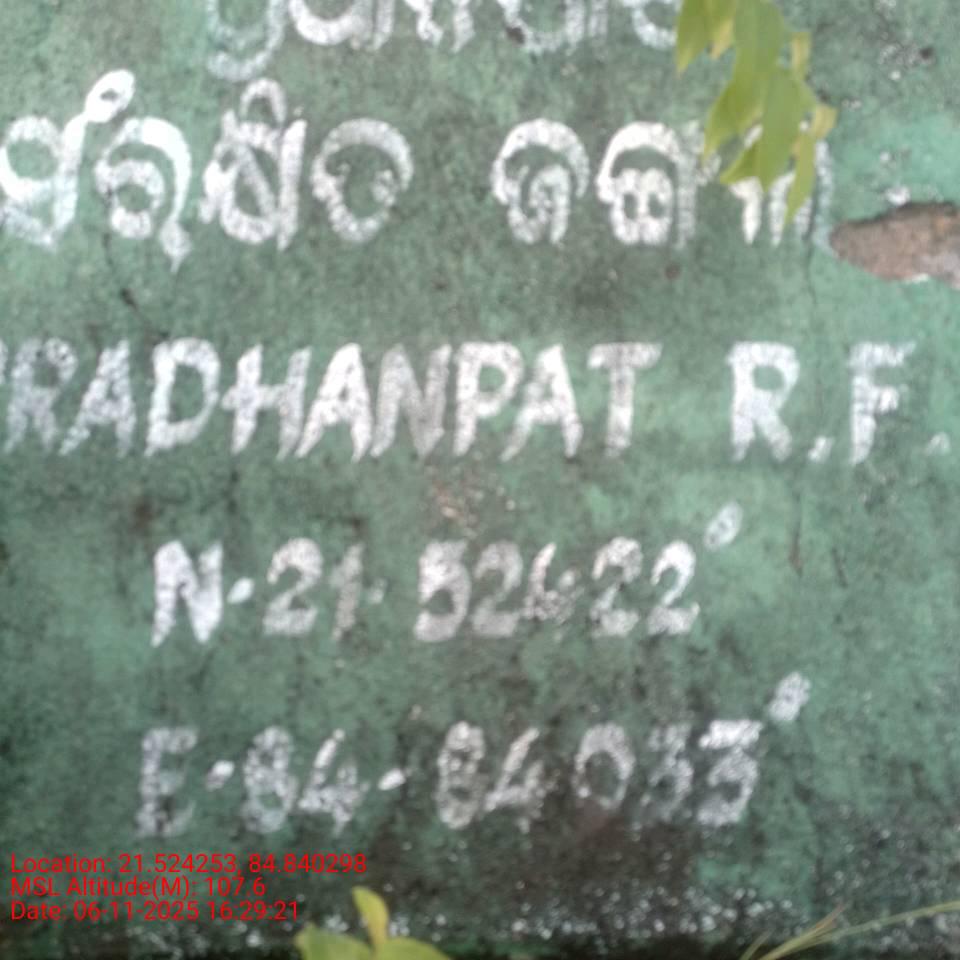 ସଂରକ୍ଷିତ ଜଙ୍ଗଲ
PRADHANPAT R.F.
N-21-52422°
E-84-84033°
Location: 21.524253, 84.840298
MSL Altitude(M): 107.6
Date: 06-11-2025 16:29:21